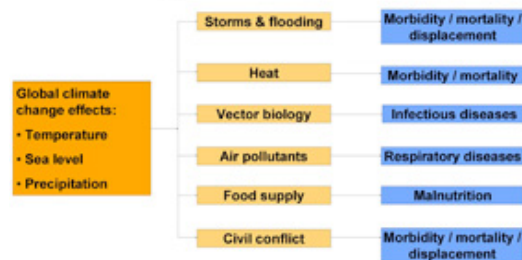 Global climate
change effects:
• Temperature
• Sea level
• Precipitation
Storms & flooding
Morbidity / mortality /
displacement
Heat
Morbidity / mortality
Vector biology
Infectious diseases
Air pollutants
Respiratory diseases
Food supply
Malnutrition
Civil conflict
Morbidity / mortality /
displacement